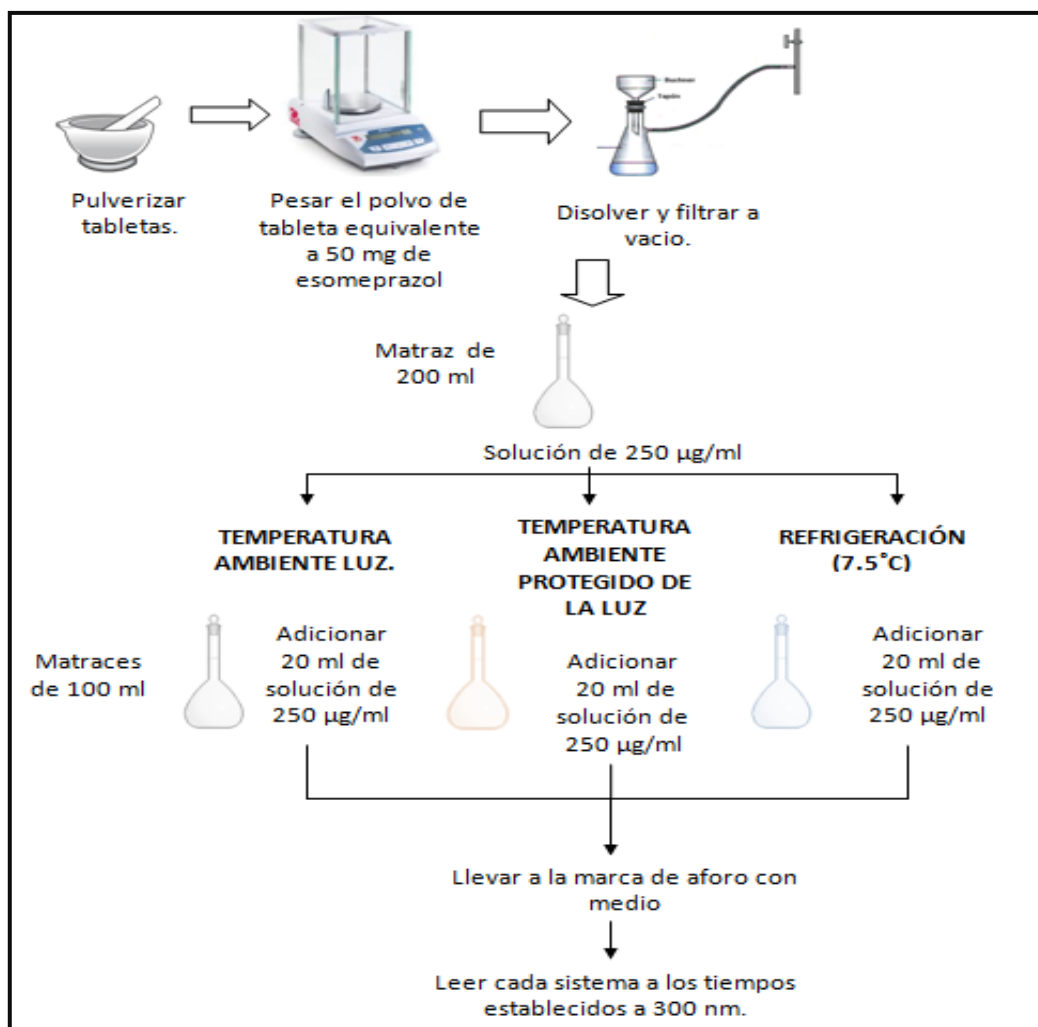 Buchner
Tapón
Pulverizar
tabletas.
Pesar el polvo de
tableta equivalente
a 50 mg de
esomeprazol
Disolver y filtrar a
vacio.
Matraz de
200 ml
Solución de 250 µg/ml
TEMPERATURA
AMBIENTE LUZ.
TEMPERATURA
AMBIENTE
PROTEGIDO DE
LA LUZ
REFRIGERACIÓN
(7.5°C)
Matraces
de 100 ml
Adicionar
20 ml de
solución de
250 µg/ml
Adicionar
20 ml de
solución de
250 µg/ml
Adicionar
20 ml de
solución de
250 µg/ml
Llevar a la marca de aforo con
medio
Leer cada sistema a los tiempos
establecidos a 300 nm.